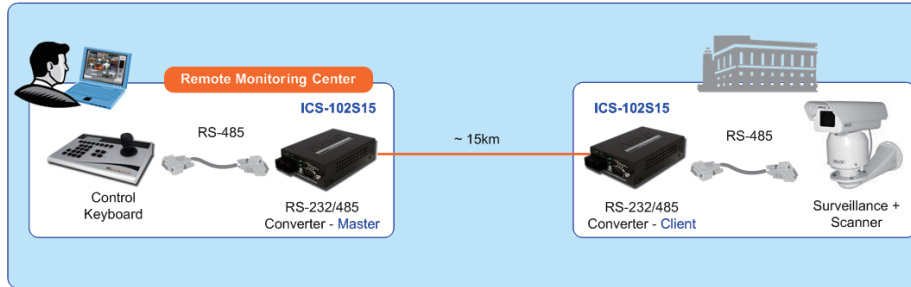 Remote Monitoring Center
ICS-102S15
RS-485
Control
Keyboard
RS-232/485
Converter - Master
~ 15km
ICS-102S15
RS-485
RS-232/485
Converter - Client
Surveillance +
Scanner